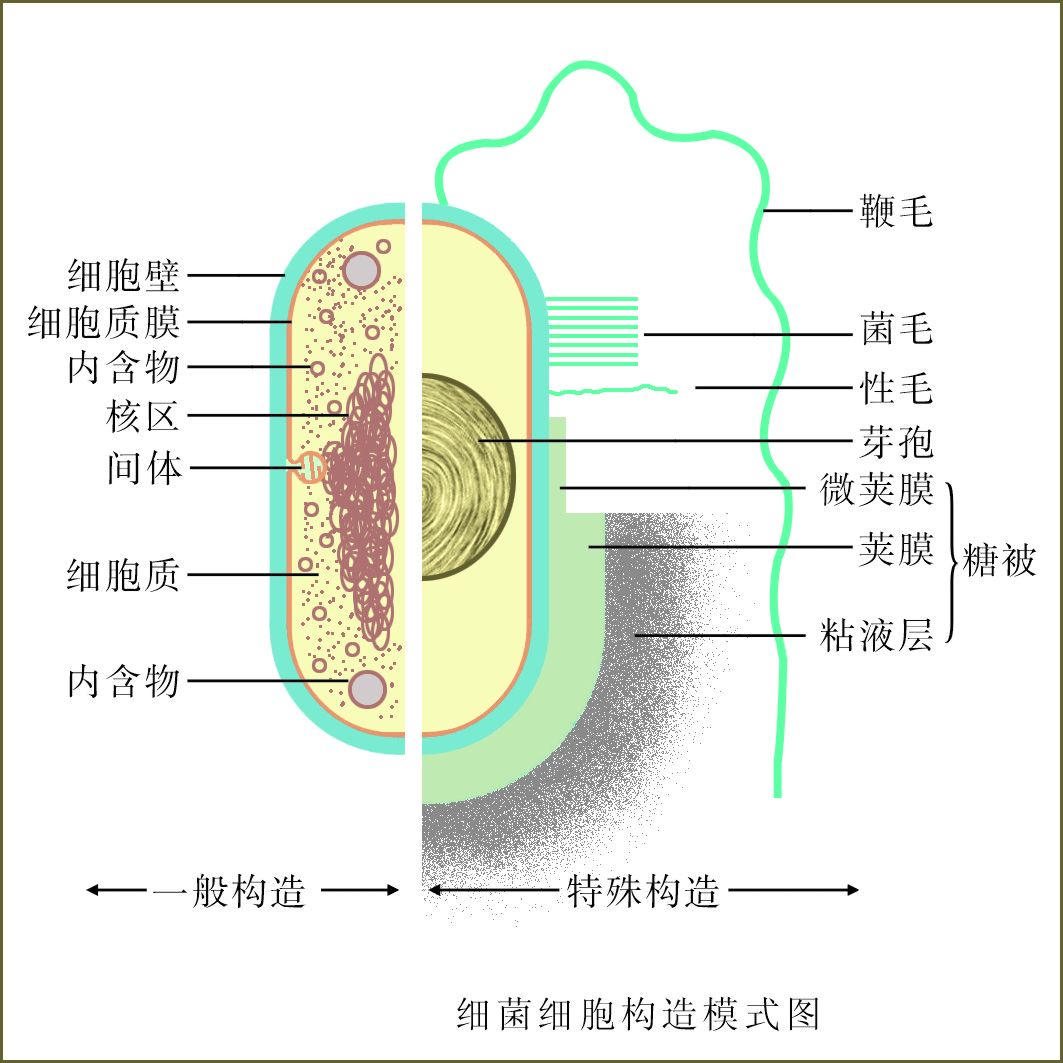 细胞壁
细胞质膜
内含物
核区
间体
细胞质
内含物
鞭毛
菌毛
性毛
芽孢
微荚膜
荚膜
粘液层
糖被
一般构造
特殊构造
细菌细胞构造模式图